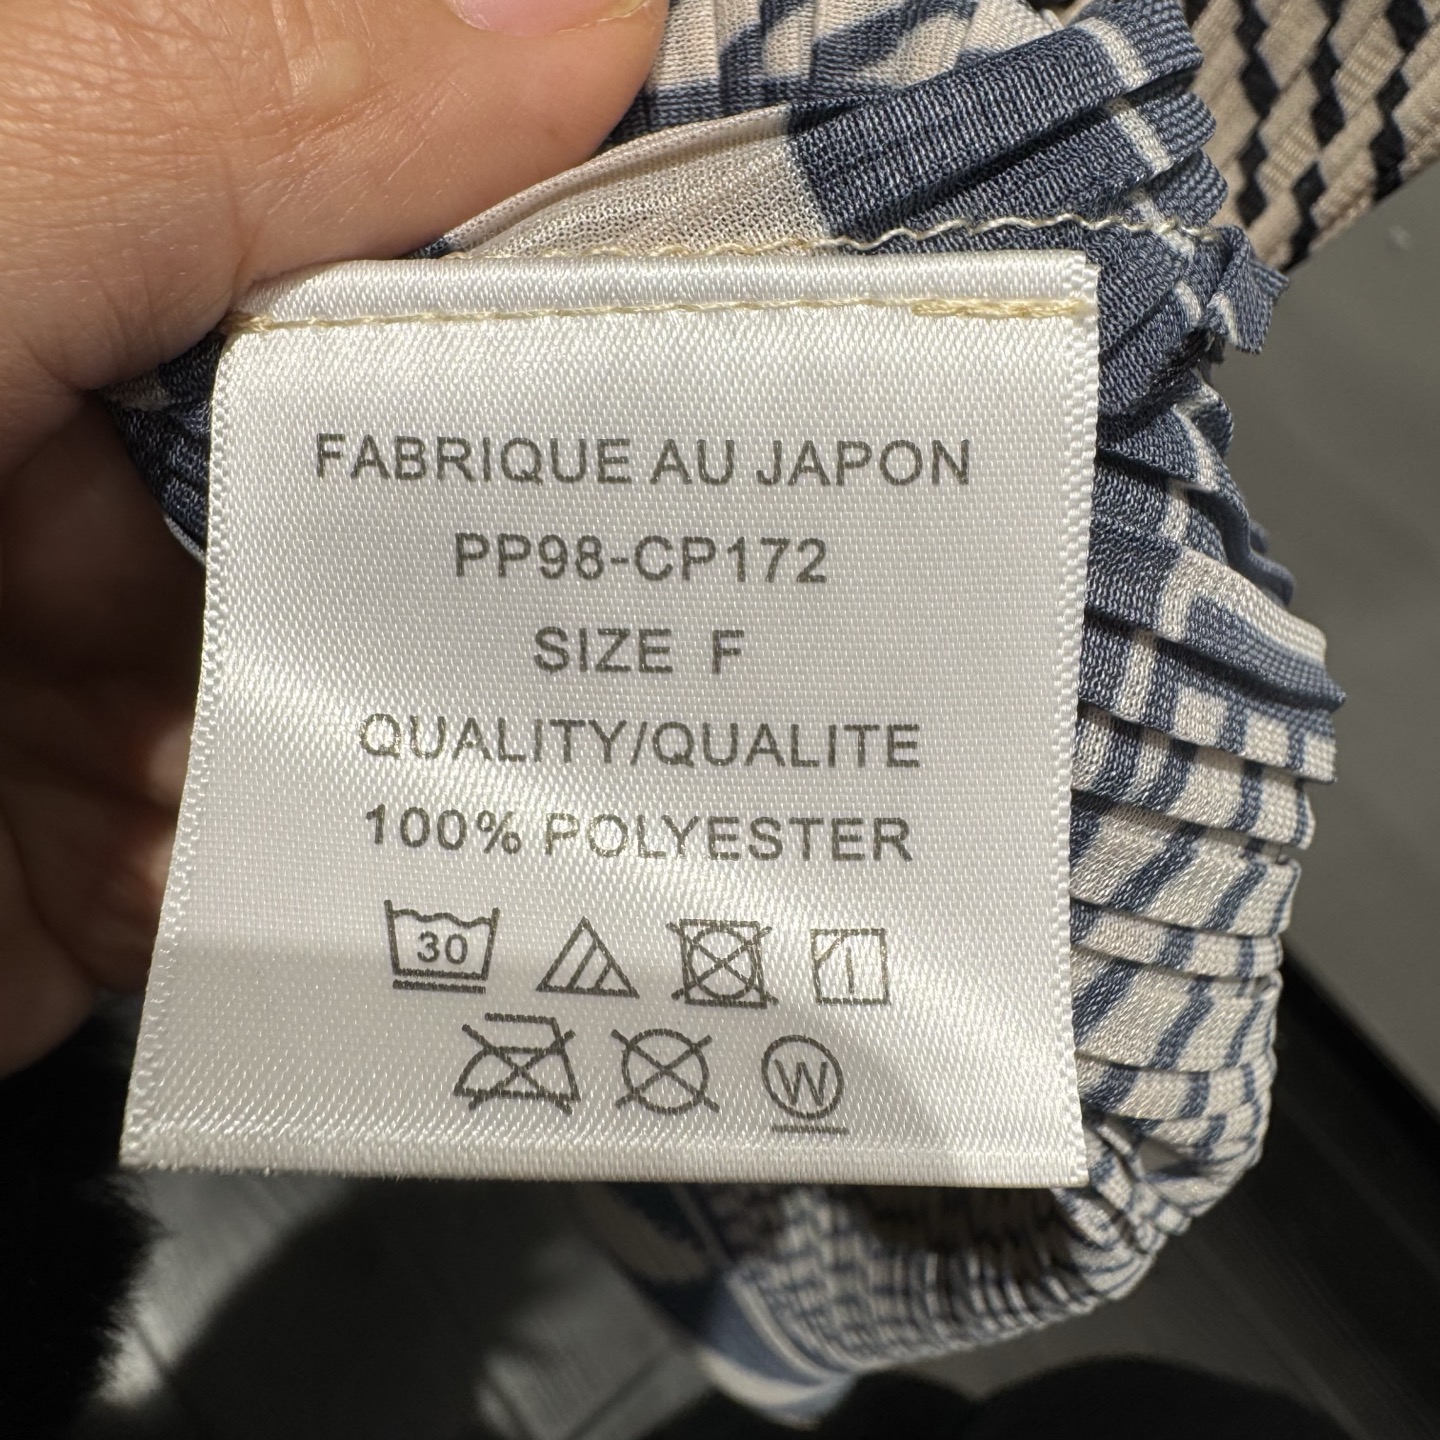 FABRIQUE AU JAPON
PP98-CP172
SIZE F
QUALITY/QUALITE
100% POLYESTER
30
W